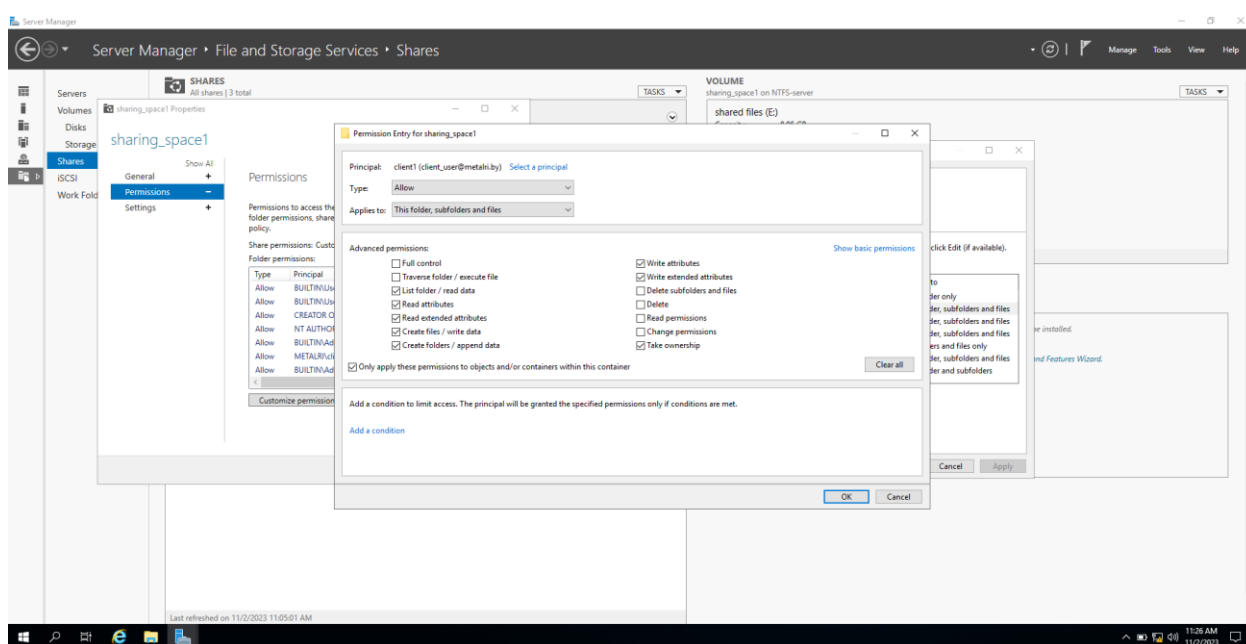 Server Manager
Server Manager ‣ File and Storage Services ‣ Shares
Manage Tools View Help
Servers
Volumes
Disks
Storage
Shares
iSCSI
Work Fold
SHARES
All shares | 3 total
TASKS
VOLUME
sharing_space1 on NTFS-server
TASKS
shared files (E:)
sharing_space1 Properties
sharing_space1
Show All
General +
Permissions −
Settings +
Permissions
Permissions to access the
folder permissions, share
policy.
Share permissions: Custo
Folder permissions:
Type Principal
Allow BUILTIN\Us
Allow BUILTIN\Us
Allow CREATOR O
Allow NT AUTHO
Allow BUILTIN\Ad
Allow METALRI\cli
Allow BUILTIN\Ad
Customize permission
Permission Entry for sharing_space1
Principal: client1 (client_user@metalri.by) Select a principal
Type: Allow
Applies to: This folder, subfolders and files
Advanced permissions:
Show basic permissions
Full control
Traverse folder / execute file
List folder / read data
Read attributes
Read extended attributes
Create files / write data
Create folders / append data
Write attributes
Write extended attributes
Delete subfolders and files
Delete
Read permissions
Change permissions
Take ownership
Only apply these permissions to objects and/or containers within this container
Clear all
Add a condition to limit access. The principal will be granted the specified permissions only if conditions are met.
Add a condition
OK Cancel
click Edit (if available).
to
der only
der, subfolders and files
der, subfolders and files
der, subfolders and files
ers and files only
der, subfolders and files
der and subfolders
Cancel Apply
be installed.
and Features Wizard.
Last refreshed on 11/2/2023 11:05:01 AM
11:26 AM
11/2/2023